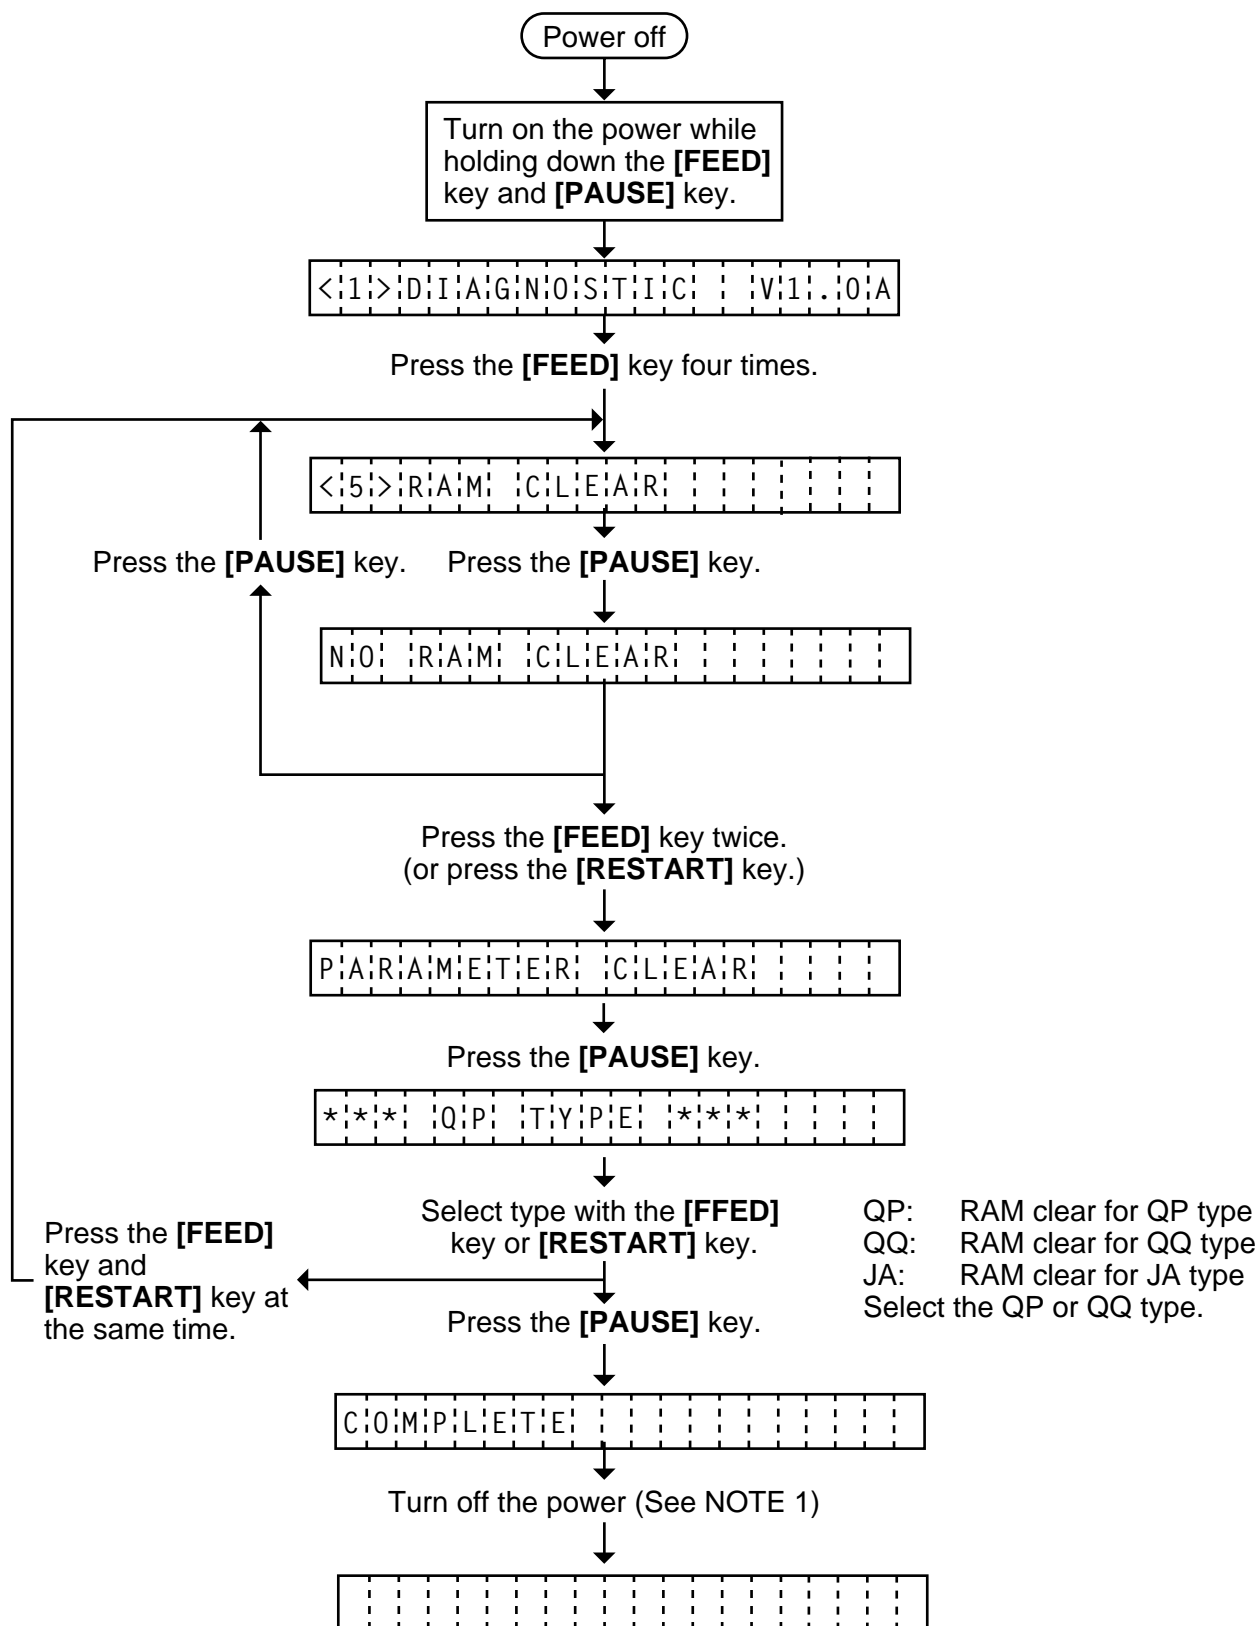 Power off
Turn on the power while
holding down the [FEED]
key and [PAUSE] key.
<1>DIAGNOSTIC  V1.0A
Press the [FEED] key four times.
<5>RAM CLEAR
Press the [PAUSE] key.
Press the [PAUSE] key.
NO RAM CLEAR
Press the [FEED] key twice.
(or press the [RESTART] key.)
PARAMETER CLEAR
Press the [PAUSE] key.
*** QP TYPE ***
Select type with the [FFED]
key or [RESTART] key.
QP: RAM clear for QP type
QQ: RAM clear for QQ type
JA: RAM clear for JA type
Select the QP or QQ type.
Press the [FEED]
key and
[RESTART] key at
the same time.
Press the [PAUSE] key.
COMPLETE
Turn off the power (See NOTE 1)